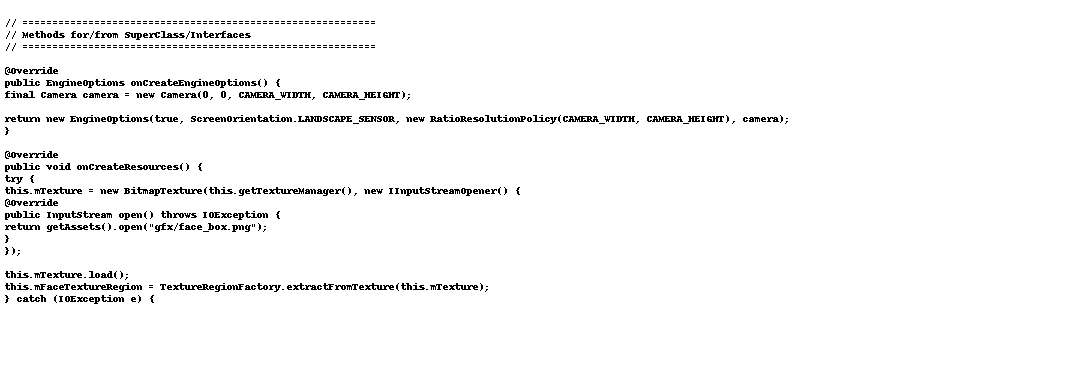 // ===========================================================
// Methods for/from SuperClass/Interfaces
// ===========================================================
@Override
public EngineOptions onCreateEngineOptions() {
final Camera camera = new Camera(0, 0, CAMERA_WIDTH, CAMERA_HEIGHT);
return new EngineOptions(true, ScreenOrientation.LANDSCAPE_SENSOR, new RatioResolutionPolicy(CAMERA_WIDTH, CAMERA_HEIGHT), camera);
}
@Override
public void onCreateResources() {
try {
this.mTexture = new BitmapTexture(this.getTextureManager(), new IInputStreamOpener() {
@Override
public InputStream open() throws IOException {
return getAssets().open("gfx/face_box.png");
}
});
this.mTexture.load();
this.mFaceTextureRegion = TextureRegionFactory.extractFromTexture(this.mTexture);
} catch (IOException e) {